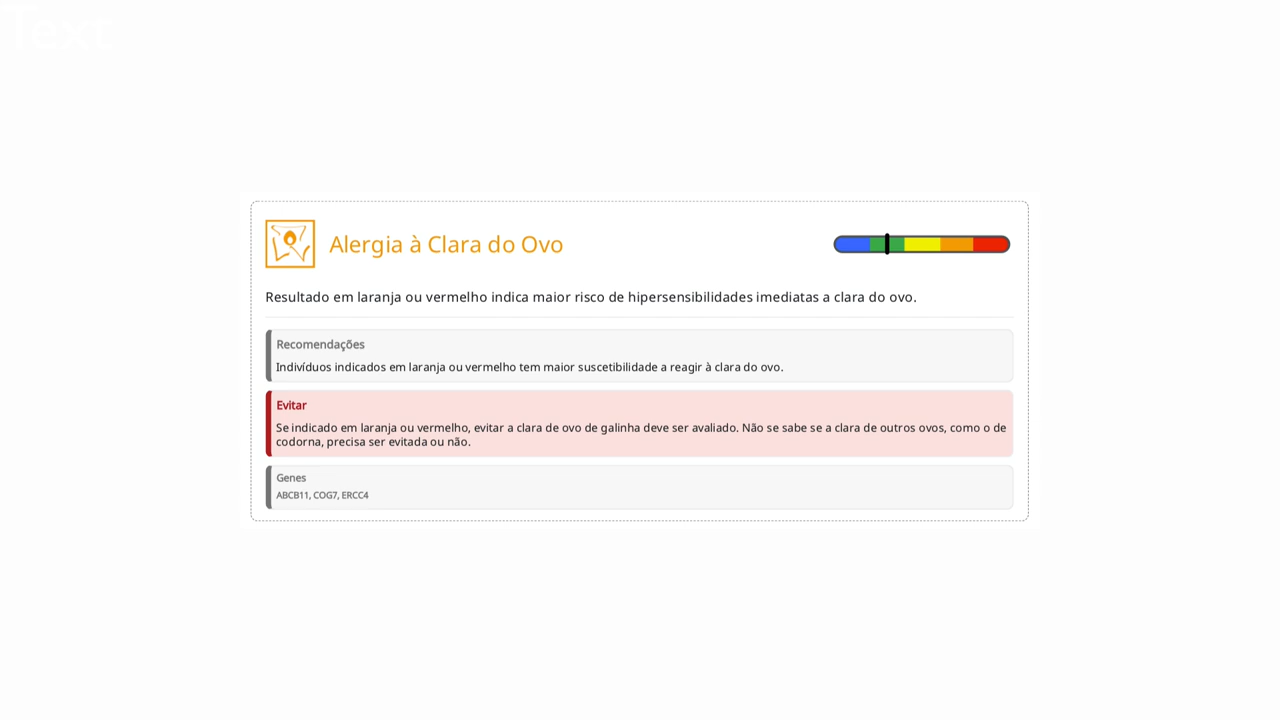 Text
Alergia à Clara do Ovo
Resultado em laranja ou vermelho indica maior risco de hipersensibilidades imediatas a clara do ovo.
Recomendações
Indivíduos indicados em laranja ou vermelho tem maior suscetibilidade a reagir à clara do ovo.
Evitar
Se indicado em laranja ou vermelho, evitar a clara de ovo de galinha deve ser avaliado. Não se sabe se a clara de outros ovos, como o de
codorna, precisa ser evitada ou não.
Genes
ABCB11, COG7, ERCC4